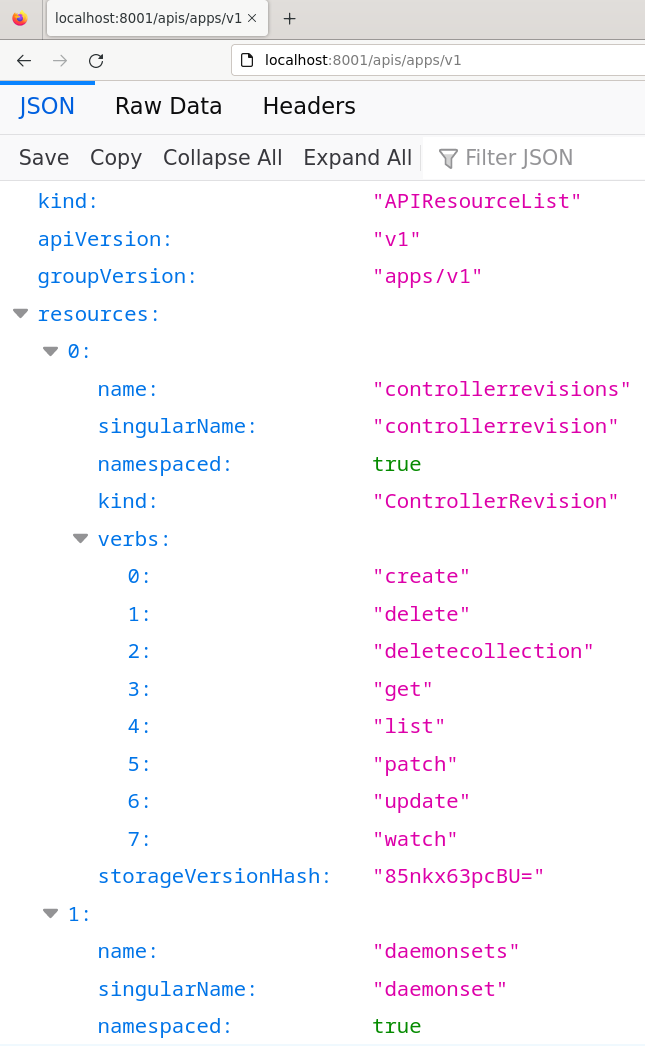 localhost:8001/apis/apps/v1
localhost:8001/apis/apps/v1
JSON Raw Data Headers
Save Copy Collapse All Expand All Filter JSON
kind: "APIResourceList"
apiVersion: "v1"
groupVersion: "apps/v1"
resources:
0:
name: "controllerrevisions"
singularName: "controllerrevision"
namespaced: true
kind: "ControllerRevision"
verbs:
0: "create"
1: "delete"
2: "deletecollection"
3: "get"
4: "list"
5: "patch"
6: "update"
7: "watch"
storageVersionHash: "85nkx63pcBU="
1:
name: "daemonsets"
singularName: "daemonset"
namespaced: true